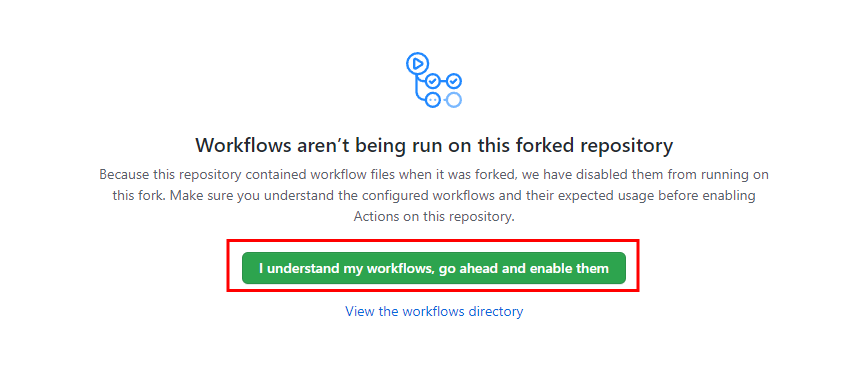 Workflows aren’t being run on this forked repository
Because this repository contained workflow files when it was forked, we have disabled them from running on
this fork. Make sure you understand the configured workflows and their expected usage before enabling
Actions on this repository.
I understand my workflows, go ahead and enable them
View the workflows directory